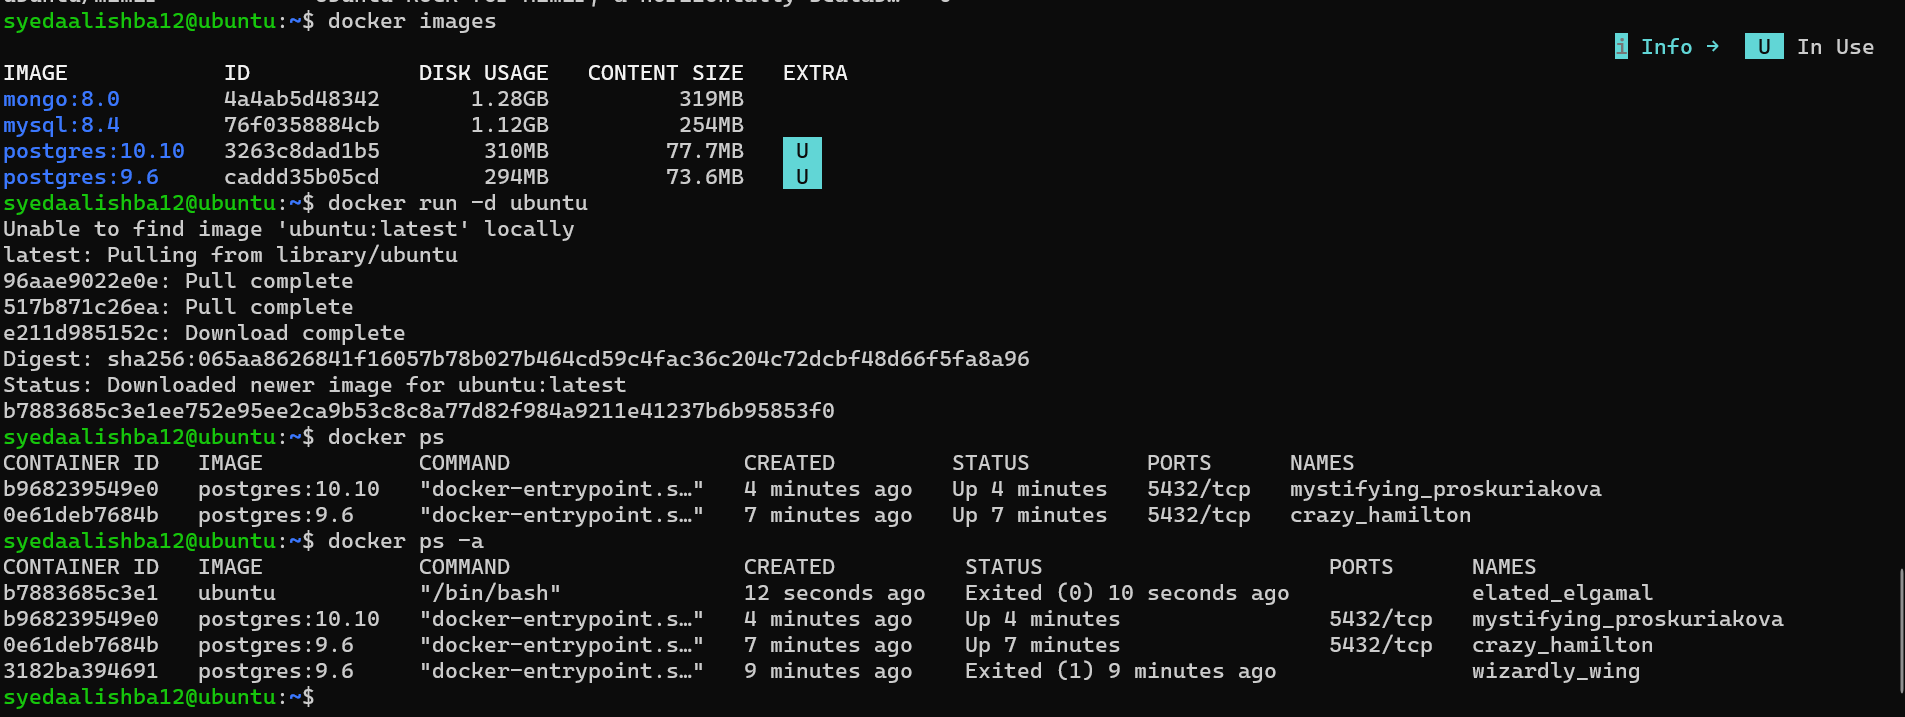 syedaalishba12@ubuntu:~$ docker images
i Info → U In Use
IMAGE ID DISK USAGE CONTENT SIZE EXTRA
mongo:8.0 4a4ab5d48342 1.28GB 319MB
mysql:8.4 76f0358884cb 1.12GB 254MB
postgres:10.10 3263c8dad1b5 310MB 77.7MB U
postgres:9.6 caddd35b05cd 294MB 73.6MB U
syedaalishba12@ubuntu:~$ docker run -d ubuntu
Unable to find image 'ubuntu:latest' locally
latest: Pulling from library/ubuntu
96aae9022e0e: Pull complete
517b871c26ea: Pull complete
e211d985152c: Download complete
Digest: sha256:065aa8626841f16057b78b027b464cd59c4fac36c204c72dcbf48d66f5fa8a96
Status: Downloaded newer image for ubuntu:latest
b7883685c3e1ee752e95ee2ca9b53c8c8a77d82f984a9211e41237b6b95853f0
syedaalishba12@ubuntu:~$ docker ps
CONTAINER ID IMAGE COMMAND CREATED STATUS PORTS NAMES
b968239549e0 postgres:10.10 "docker-entrypoint.s…" 4 minutes ago Up 4 minutes 5432/tcp mystifying_proskuriakova
0e61deb7684b postgres:9.6 "docker-entrypoint.s…" 7 minutes ago Up 7 minutes 5432/tcp crazy_hamilton
syedaalishba12@ubuntu:~$ docker ps -a
CONTAINER ID IMAGE COMMAND CREATED STATUS PORTS NAMES
b7883685c3e1 ubuntu "/bin/bash" 12 seconds ago Exited (0) 10 seconds ago elated_elgamal
b968239549e0 postgres:10.10 "docker-entrypoint.s…" 4 minutes ago Up 4 minutes 5432/tcp mystifying_proskuriakova
0e61deb7684b postgres:9.6 "docker-entrypoint.s…" 7 minutes ago Up 7 minutes 5432/tcp crazy_hamilton
3182ba394691 postgres:9.6 "docker-entrypoint.s…" 9 minutes ago Exited (1) 9 minutes ago wizardly_wing
syedaalishba12@ubuntu:~$